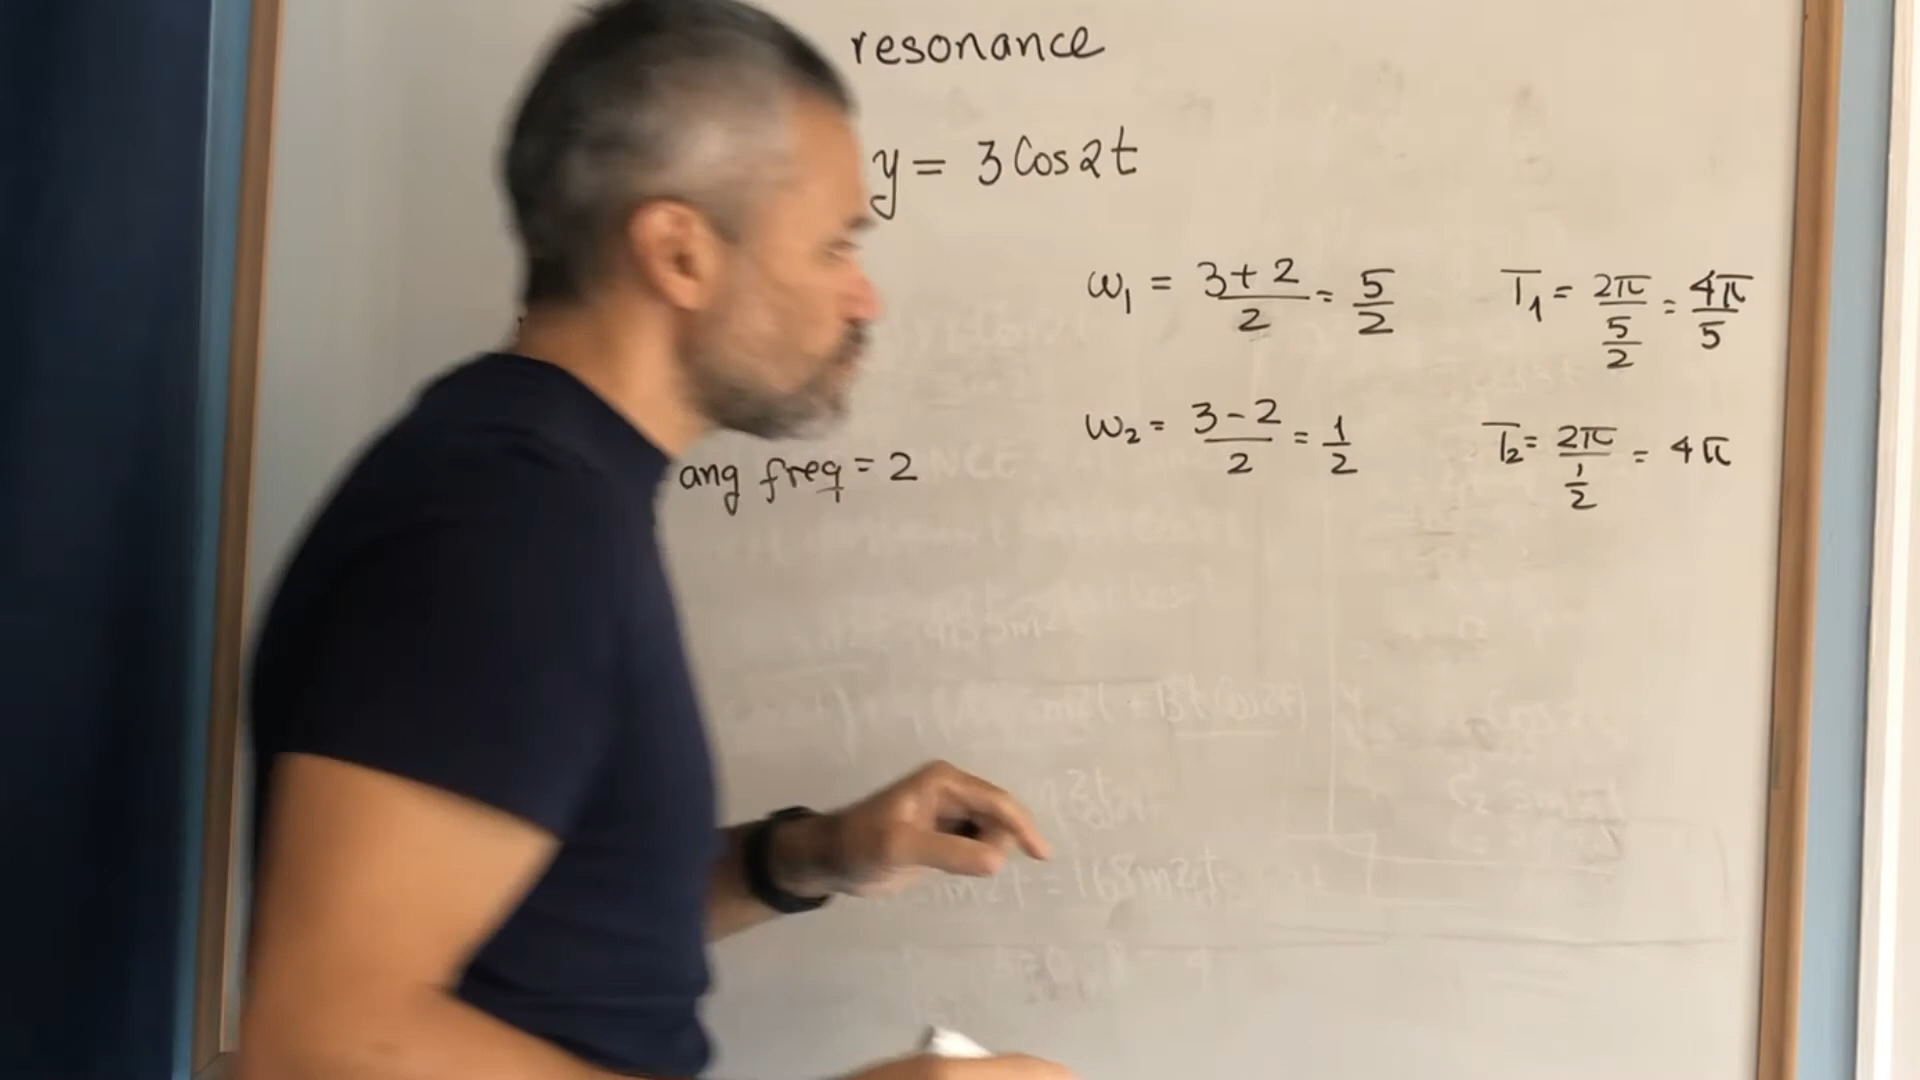 resonance
y = 3 Cos 2t
ω₁ = (3+2)/2 = 5/2   T₁ = 2π/(5/2) = 4π/5
ω₂ = (3-2)/2 = 1/2   T₂ = 2π/(1/2) = 4π
ang freq = 2